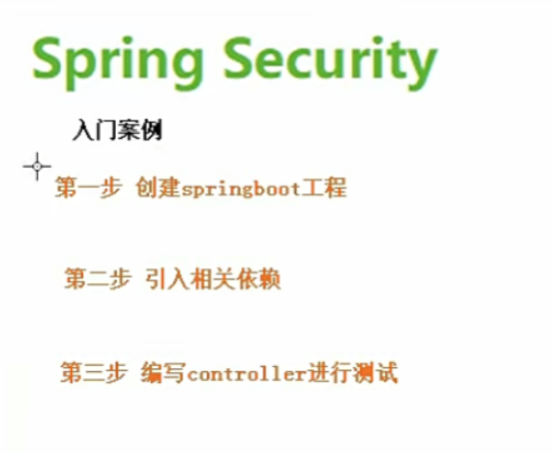 Spring Security
入门案例
第一步 创建springboot工程
第二步 引入相关依赖
第三步 编写controller进行测试